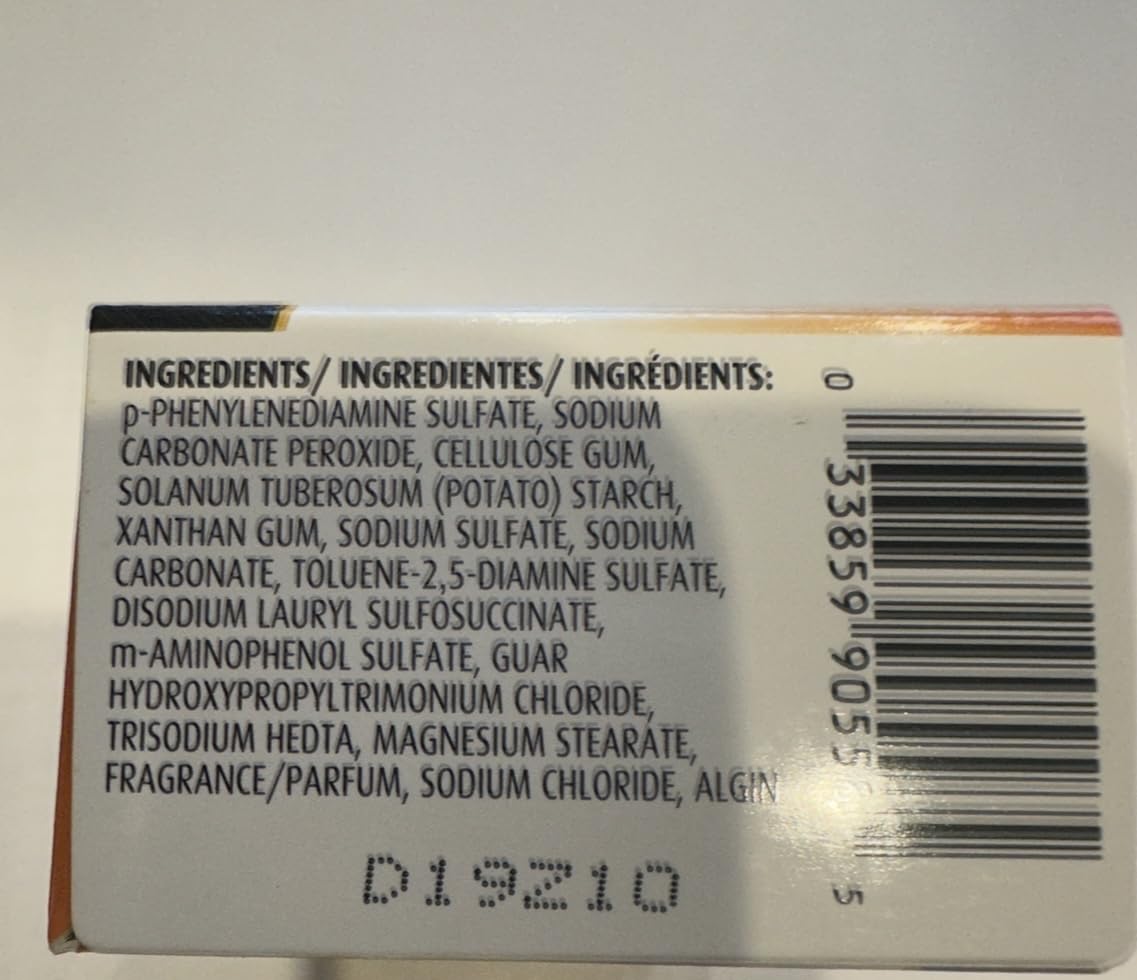 INGREDIENTS/ INGREDIENTES/ INGRÉDIENTS:
p-PHENYLENEDIAMINE SULFATE, SODIUM
CARBONATE PEROXIDE, CELLULOSE GUM,
SOLANUM TUBEROSUM (POTATO) STARCH,
XANTHAN GUM, SODIUM SULFATE, SODIUM
CARBONATE, TOLUENE-2,5-DIAMINE SULFATE,
DISODIUM LAURYL SULFOSUCCINATE,
m-AMINOPHENOL SULFATE, GUAR
HYDROXYPROPYLTRIMONIUM CHLORIDE,
TRISODIUM HEDTA, MAGNESIUM STEARATE,
FRAGRANCE/PARFUM, SODIUM CHLORIDE, ALGIN
D19Z10
0 33859 5